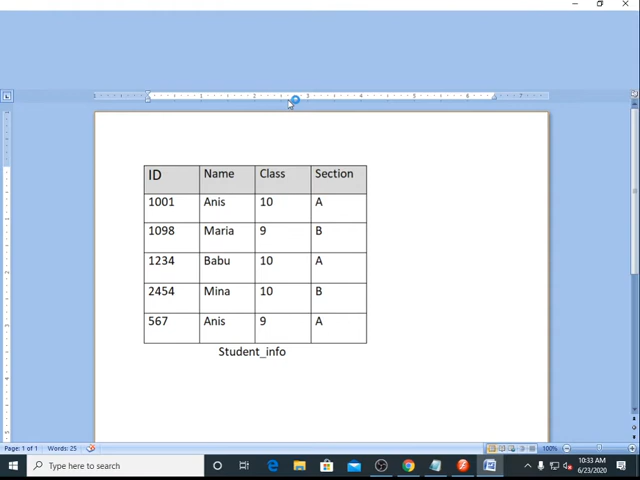 ID Name Class Section
1001 Anis 10 A
1098 Maria 9 B
1234 Babu 10 A
2454 Mina 10 B
567 Anis 9 A
Student_info
Page: 1 of 1 Words: 25 100%
Type here to search 10:33 AM
6/23/2020